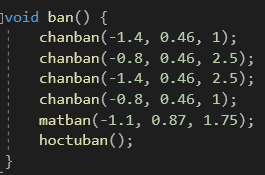 void ban() {
chanban(-1.4, 0.46, 1);
chanban(-0.8, 0.46, 2.5);
chanban(-1.4, 0.46, 2.5);
chanban(-0.8, 0.46, 1);
matban(-1.1, 0.87, 1.75);
hoctuban();
}